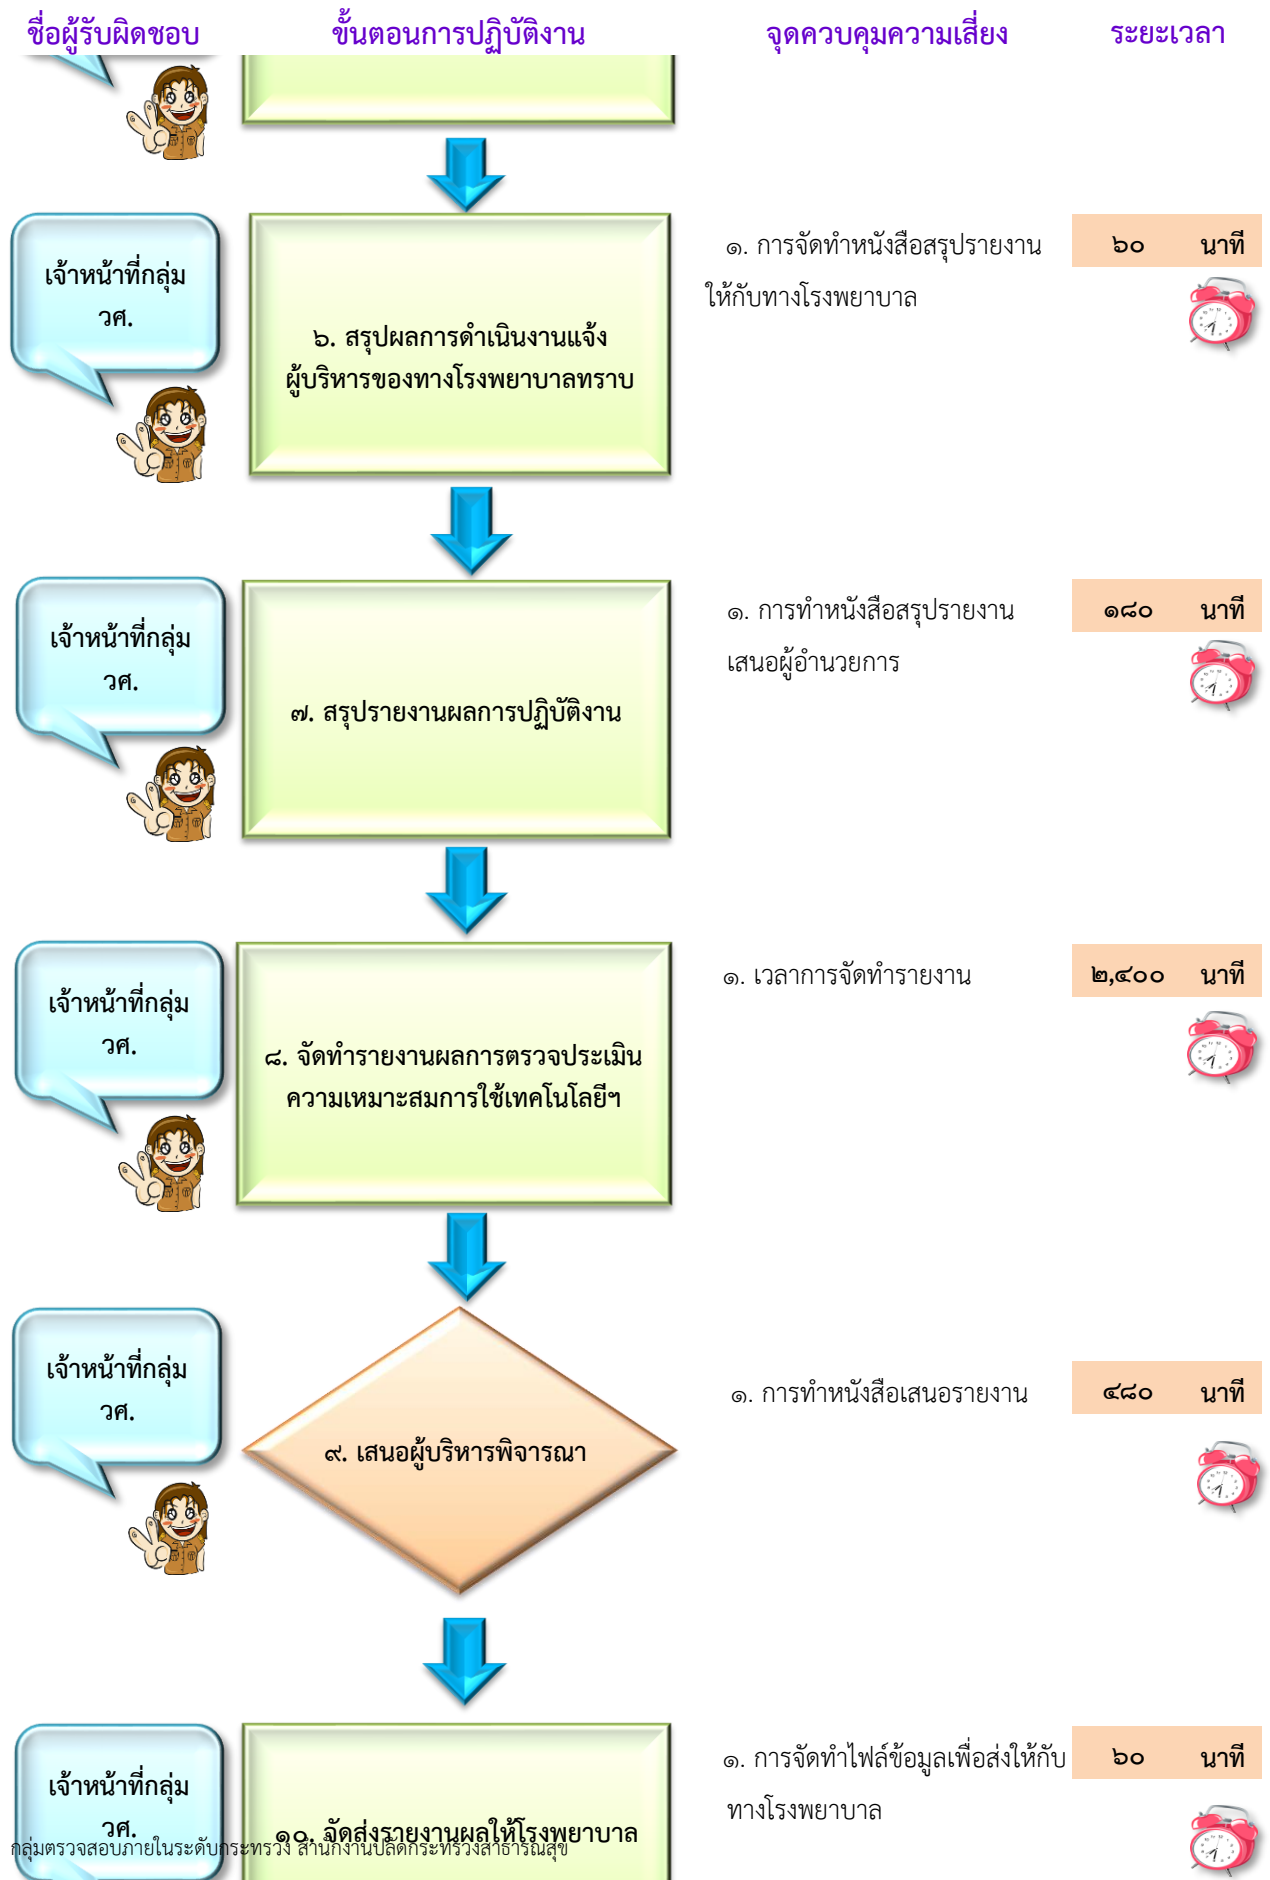 ชื่อผู้รับผิดชอบ ขั้นตอนการปฏิบัติงาน จุดควบคุมความเสี่ยง ระยะเวลา
เจ้าหน้าที่กลุ่ม
วศ.
๖. สรุปผลการดำเนินงานแจ้ง
ผู้บริหารของทางโรงพยาบาลทราบ
๑. การจัดทำหนังสือสรุปรายงาน
ให้กับทางโรงพยาบาล
๖๐ นาที
เจ้าหน้าที่กลุ่ม
วศ.
๗. สรุปรายงานผลการปฏิบัติงาน
๑. การทำหนังสือสรุปรายงาน
เสนอผู้อำนวยการ
๑๘๐ นาที
เจ้าหน้าที่กลุ่ม
วศ.
๘. จัดทำรายงานผลการตรวจประเมิน
ความเหมาะสมการใช้เทคโนโลยีฯ
๑. เวลาการจัดทำรายงาน
๒,๔๐๐ นาที
เจ้าหน้าที่กลุ่ม
วศ.
๙. เสนอผู้บริหารพิจารณา
๑. การทำหนังสือเสนอรายงาน
๔๘๐ นาที
เจ้าหน้าที่กลุ่ม
วศ.
๑๐. จัดส่งรายงานผลให้โรงพยาบาล
๑. การจัดทำไฟล์ข้อมูลเพื่อส่งให้กับ
ทางโรงพยาบาล
๖๐ นาที
กลุ่มตรวจสอบภายในระดับกระทรวง สำนักงานปลัดกระทรวงสาธารณสุข